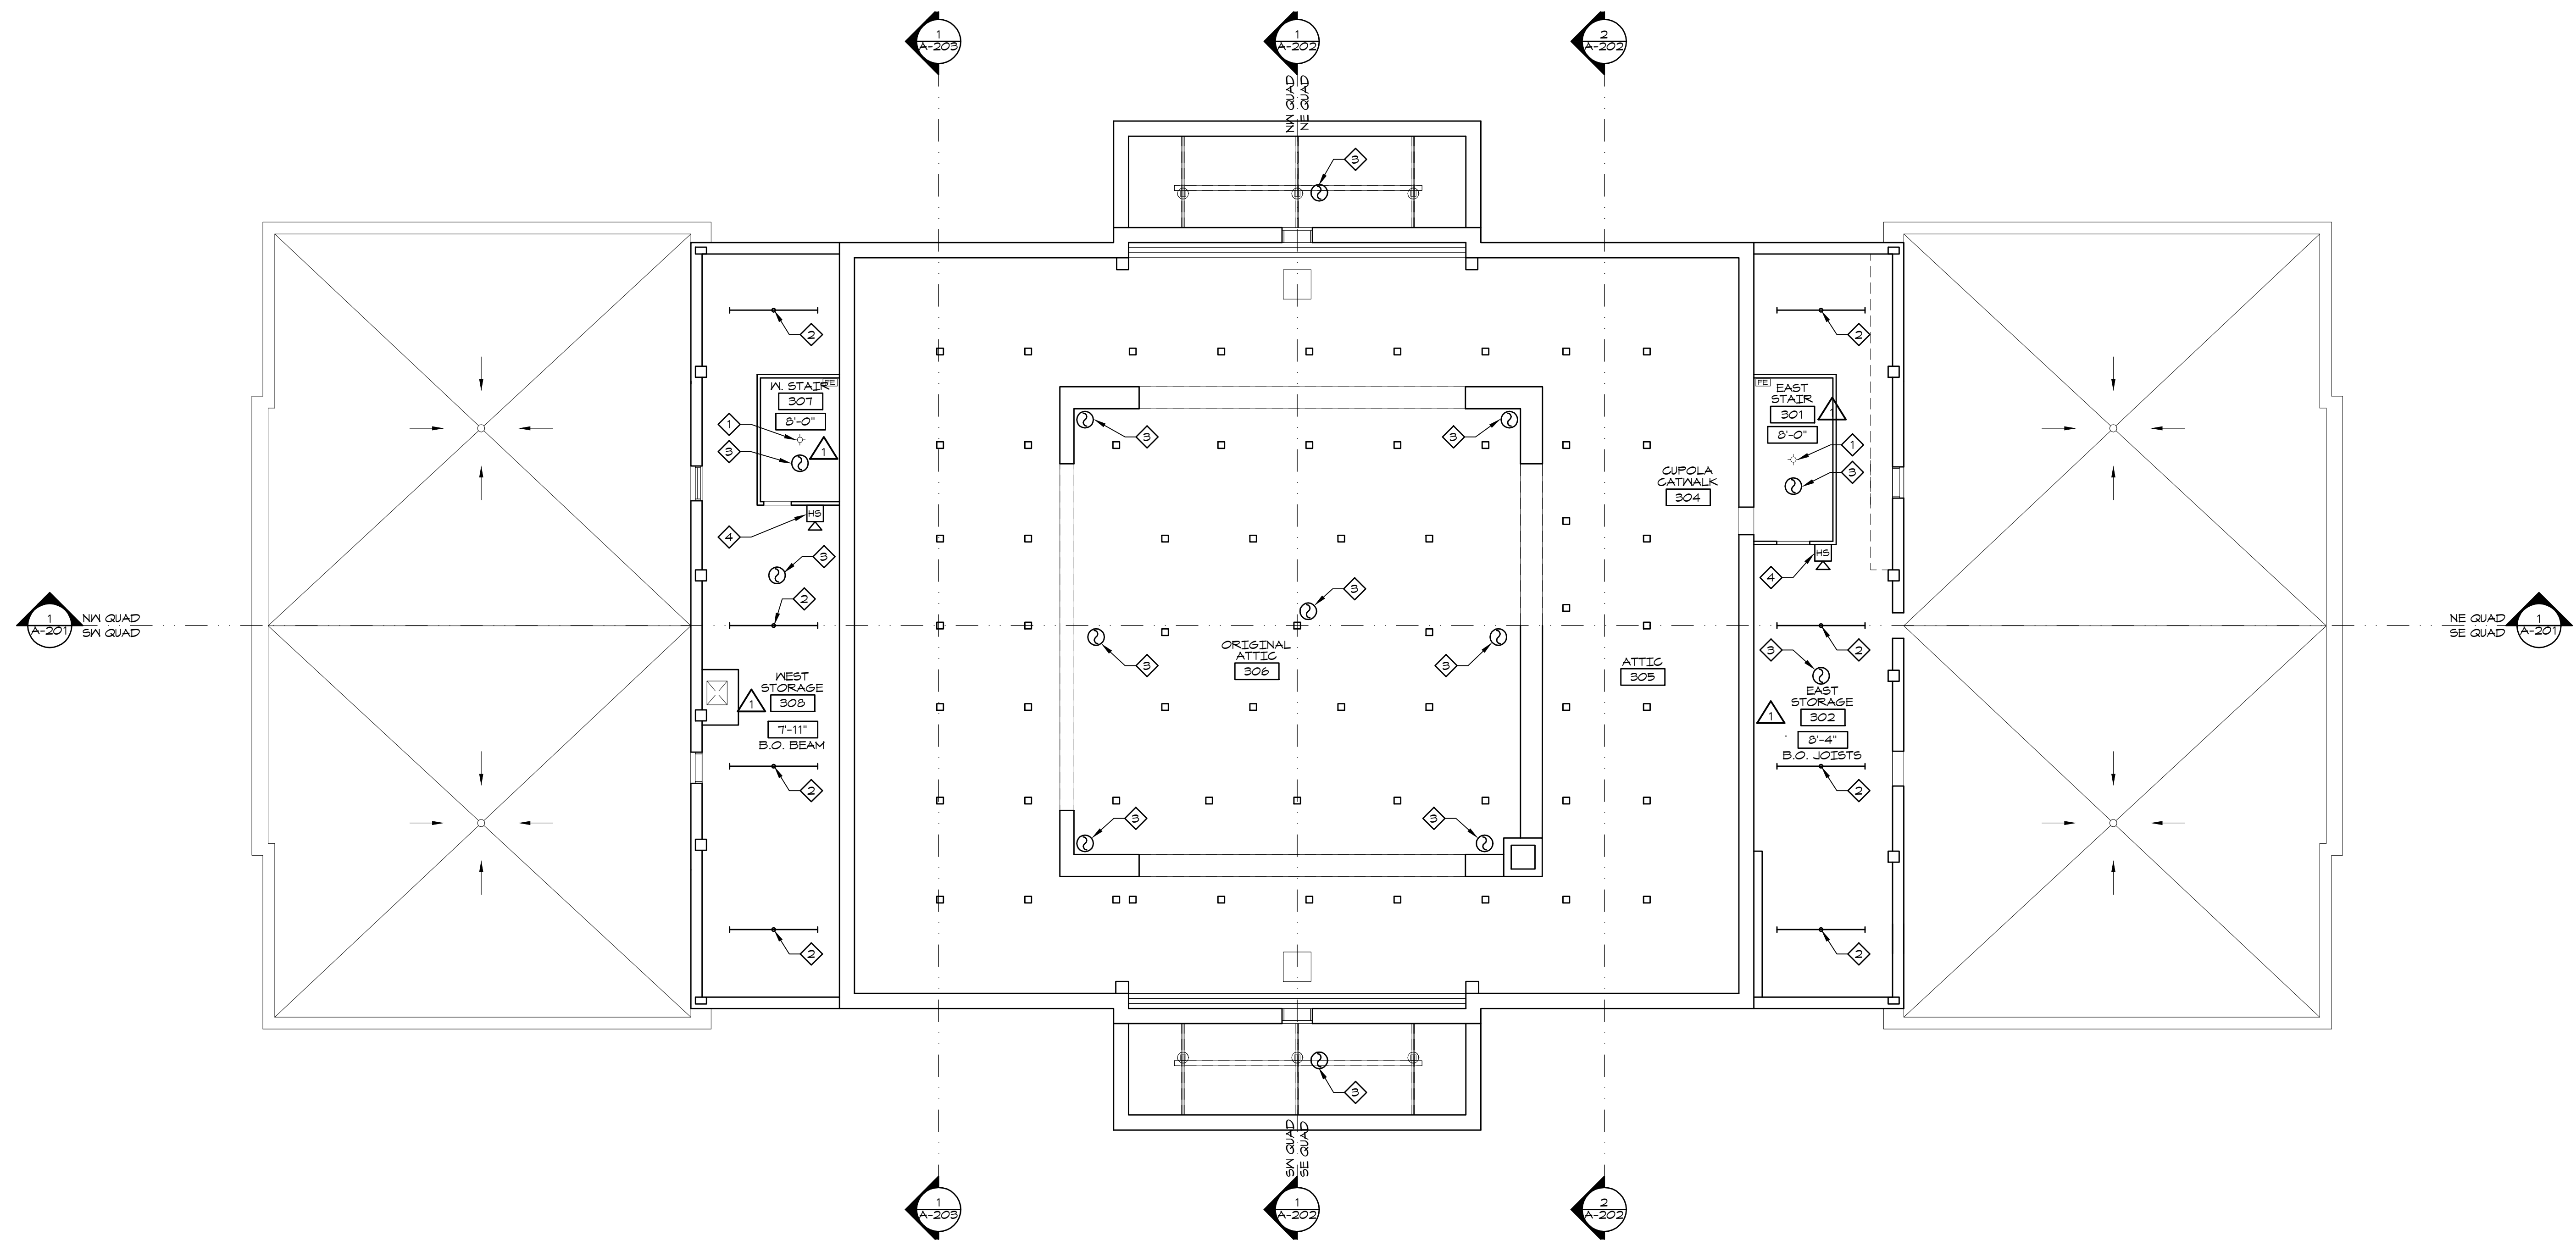 1
A-203
1
A-202
2
A-202
NW QUAD
NE QUAD
3
2
2
W. STAIR
FE
307
8'-0"
1
3
1
HS
4
3
2
3
3
FE
EAST
STAIR
301
1
8'-0"
1
3
CUPOLA
CATWALK
304
HS
4
3
1
A-201
NW QUAD
SW QUAD
NE QUAD
SE QUAD
1
A-201
ORIGINAL
ATTIC
306
3
3
ATTIC
305
2
3
WEST
STORAGE
308
1
7'-11"
B.O. BEAM
2
EAST
STORAGE
302
1
8'-4"
B.O. JOISTS
2
3
3
2
2
3
SW QUAD
SE QUAD
1
A-203
1
A-202
2
A-202